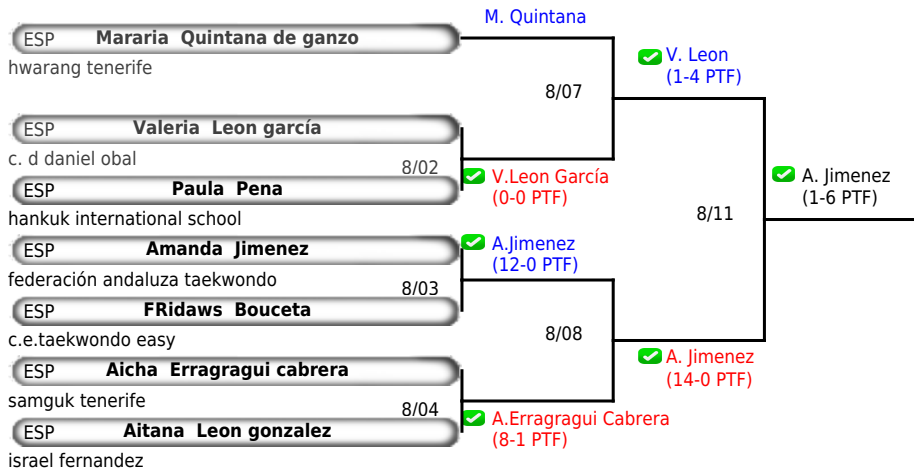 M. Quintana
ESP Mararia Quintana de ganzo
hwarang tenerife
V. Leon
(1-4 PTF)
8/07
ESP Valeria Leon garcía
c. d daniel obal
8/02
V.Leon García
(0-0 PTF)
ESP Paula Pena
hankuk international school
A. Jimenez
(1-6 PTF)
8/11
ESP Amanda Jimenez
federación andaluza taekwondo
A.Jimenez
(12-0 PTF)
8/03
ESP FRidaws Bouceta
c.e.taekwondo easy
8/08
A. Jimenez
(14-0 PTF)
ESP Aicha Erragragui cabrera
samguk tenerife
8/04
A.Erragragui Cabrera
(8-1 PTF)
ESP Aitana Leon gonzalez
israel fernandez